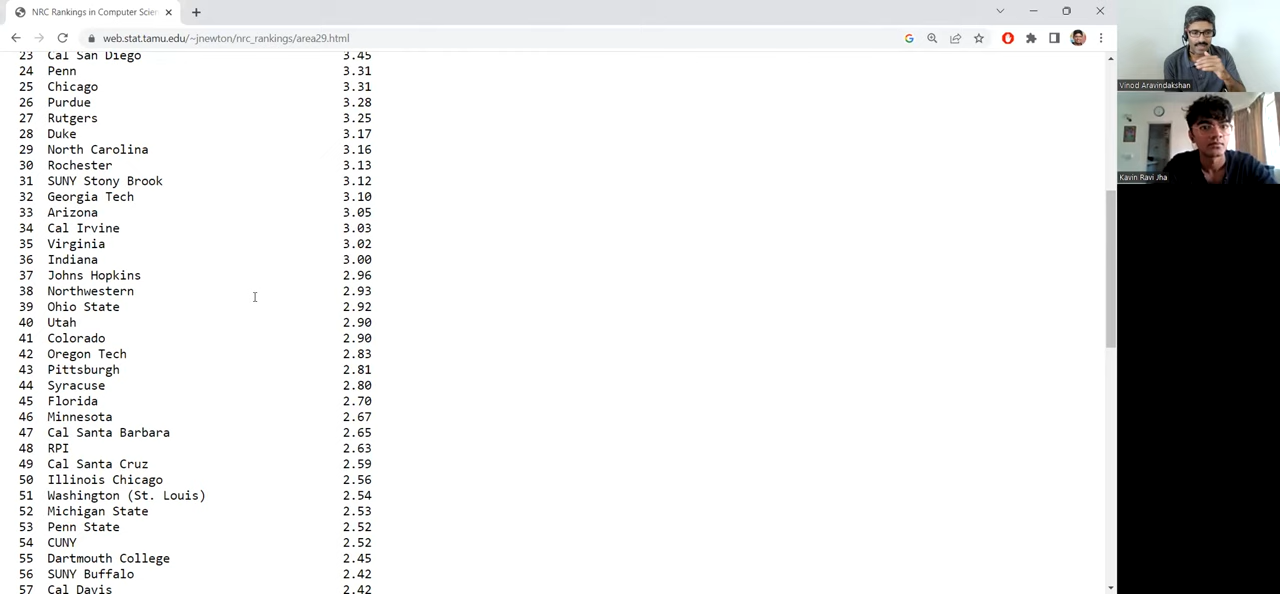 NRC Rankings in Computer Scien
web.stat.tamu.edu/~jnewton/nrc_rankings/area29.html
23 Cal San Diego 3.45
24 Penn 3.31
25 Chicago 3.31
26 Purdue 3.28
27 Rutgers 3.25
28 Duke 3.17
29 North Carolina 3.16
30 Rochester 3.13
31 SUNY Stony Brook 3.12
32 Georgia Tech 3.10
33 Arizona 3.05
34 Cal Irvine 3.03
35 Virginia 3.02
36 Indiana 3.00
37 Johns Hopkins 2.96
38 Northwestern 2.93
39 Ohio State 2.92
40 Utah 2.90
41 Colorado 2.90
42 Oregon Tech 2.83
43 Pittsburgh 2.81
44 Syracuse 2.80
45 Florida 2.70
46 Minnesota 2.67
47 Cal Santa Barbara 2.65
48 RPI 2.63
49 Cal Santa Cruz 2.59
50 Illinois Chicago 2.56
51 Washington (St. Louis) 2.54
52 Michigan State 2.53
53 Penn State 2.52
54 CUNY 2.52
55 Dartmouth College 2.45
56 SUNY Buffalo 2.42
57 Cal Davis 2.42
Vinod Aravindakshan
Kavin Ravi Jha